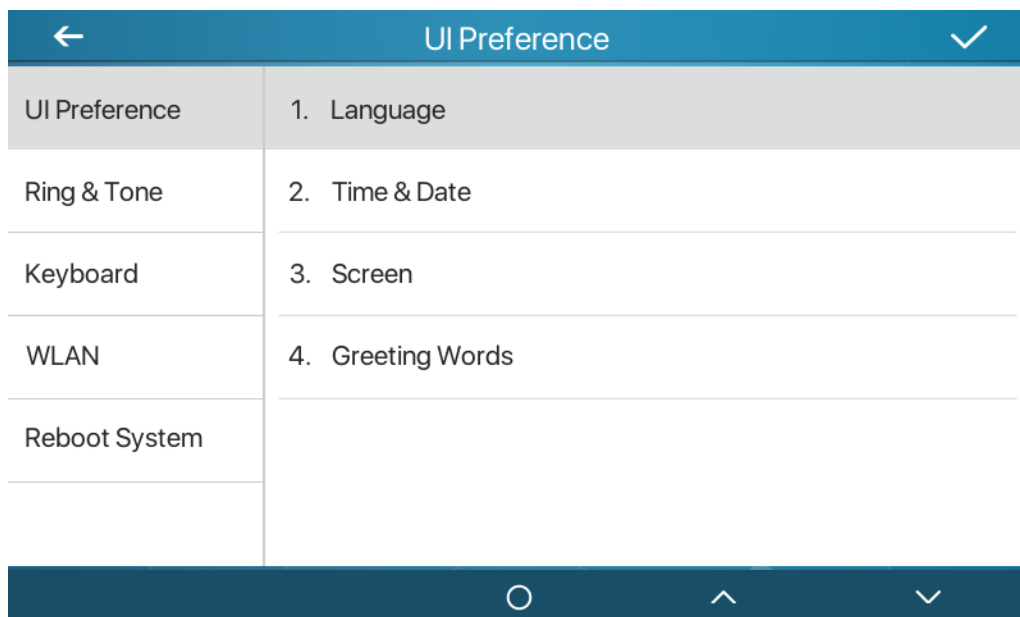 UI Preference
UI Preference
Ring & Tone
Keyboard
WLAN
Reboot System
1. Language
2. Time & Date
3. Screen
4. Greeting Words